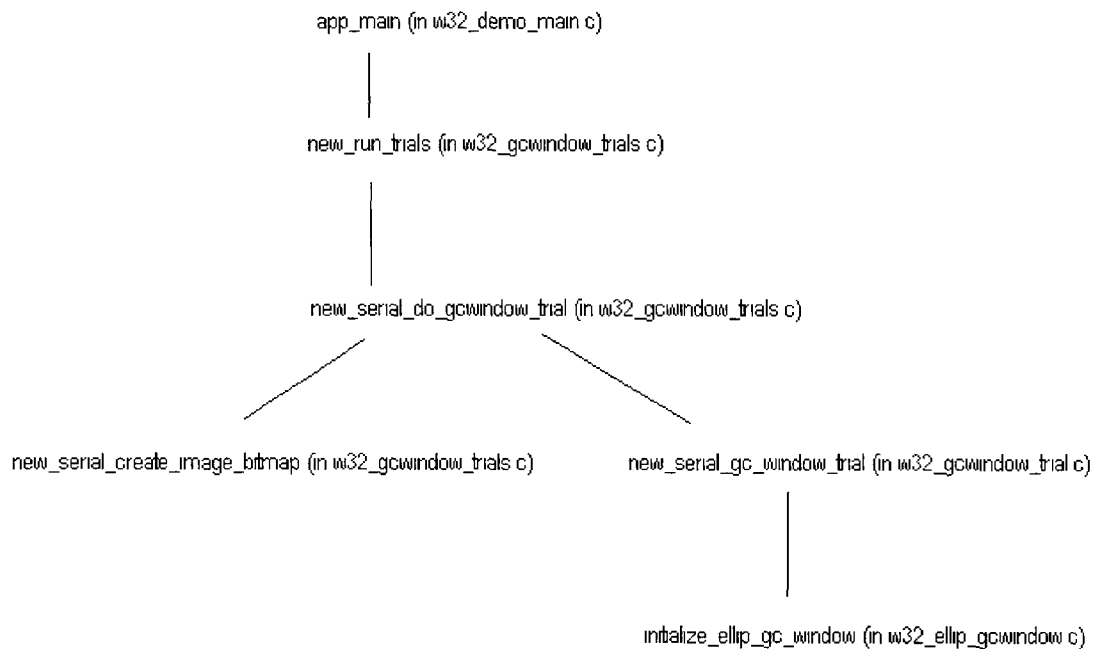 app_main (in w32_demo_main c)
new_run_trials (in w32_gcwindow_trials c)
new_serial_do_gcwindow_trial (in w32_gcwindow_trials c)
new_serial_create_image_bitmap (in w32_gcwindow_trials c)
new_serial_gc_window_trial (in w32_gcwindow_trial c)
initialize_ellip_gc_window (in w32_ellip_gcwindow c)